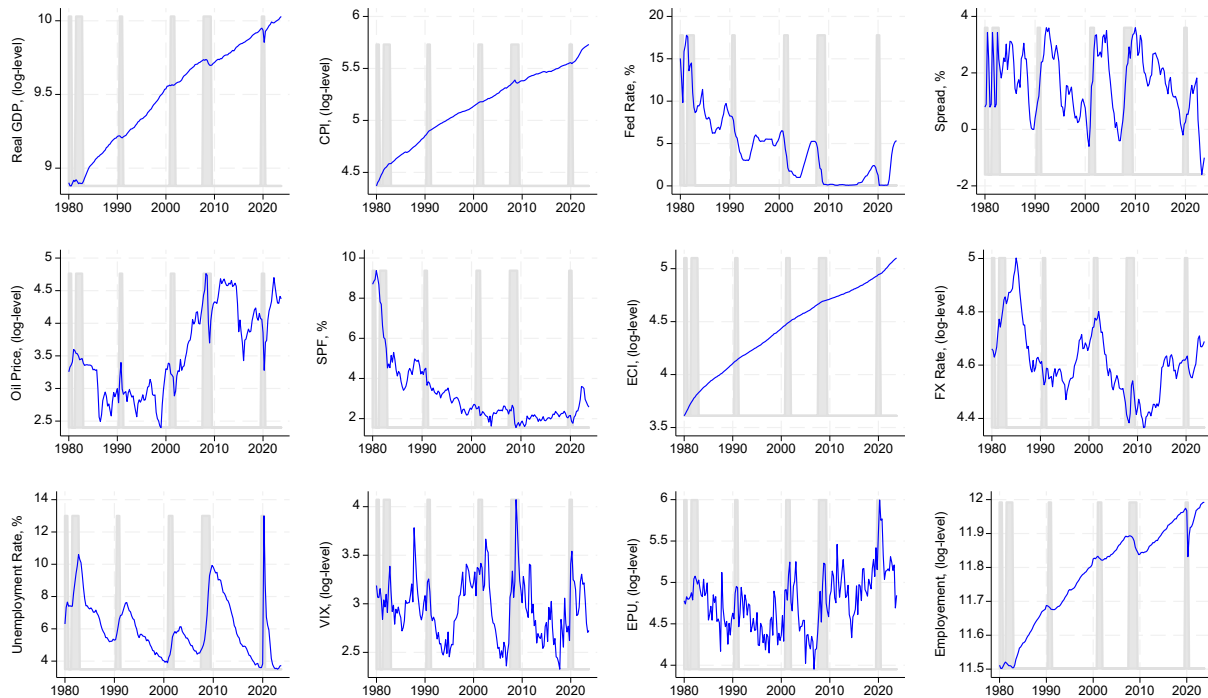 Real GDP, (log-level)
10
9.5
9
1980 1990 2000 2010 2020
CPI, (log-level)
6
5.5
5
4.5
1980 1990 2000 2010 2020
Fed Rate, %
20
15
10
5
0
1980 1990 2000 2010 2020
Spread, %
4
2
0
-2
1980 1990 2000 2010 2020
Oil Price, (log-level)
5
4.5
4
3.5
3
2.5
1980 1990 2000 2010 2020
SPF, %
10
8
6
4
2
1980 1990 2000 2010 2020
ECI, (log-level)
5
4.5
4
3.5
1980 1990 2000 2010 2020
FX Rate, (log-level)
5
4.8
4.6
4.4
1980 1990 2000 2010 2020
Unemployment Rate, %
14
12
10
8
6
4
1980 1990 2000 2010 2020
VIX, (log-level)
4
3.5
3
2.5
1980 1990 2000 2010 2020
EPU, (log-level)
6
5.5
5
4.5
4
1980 1990 2000 2010 2020
Employement, (log-level)
12
11.9
11.8
11.7
11.6
11.5
1980 1990 2000 2010 2020